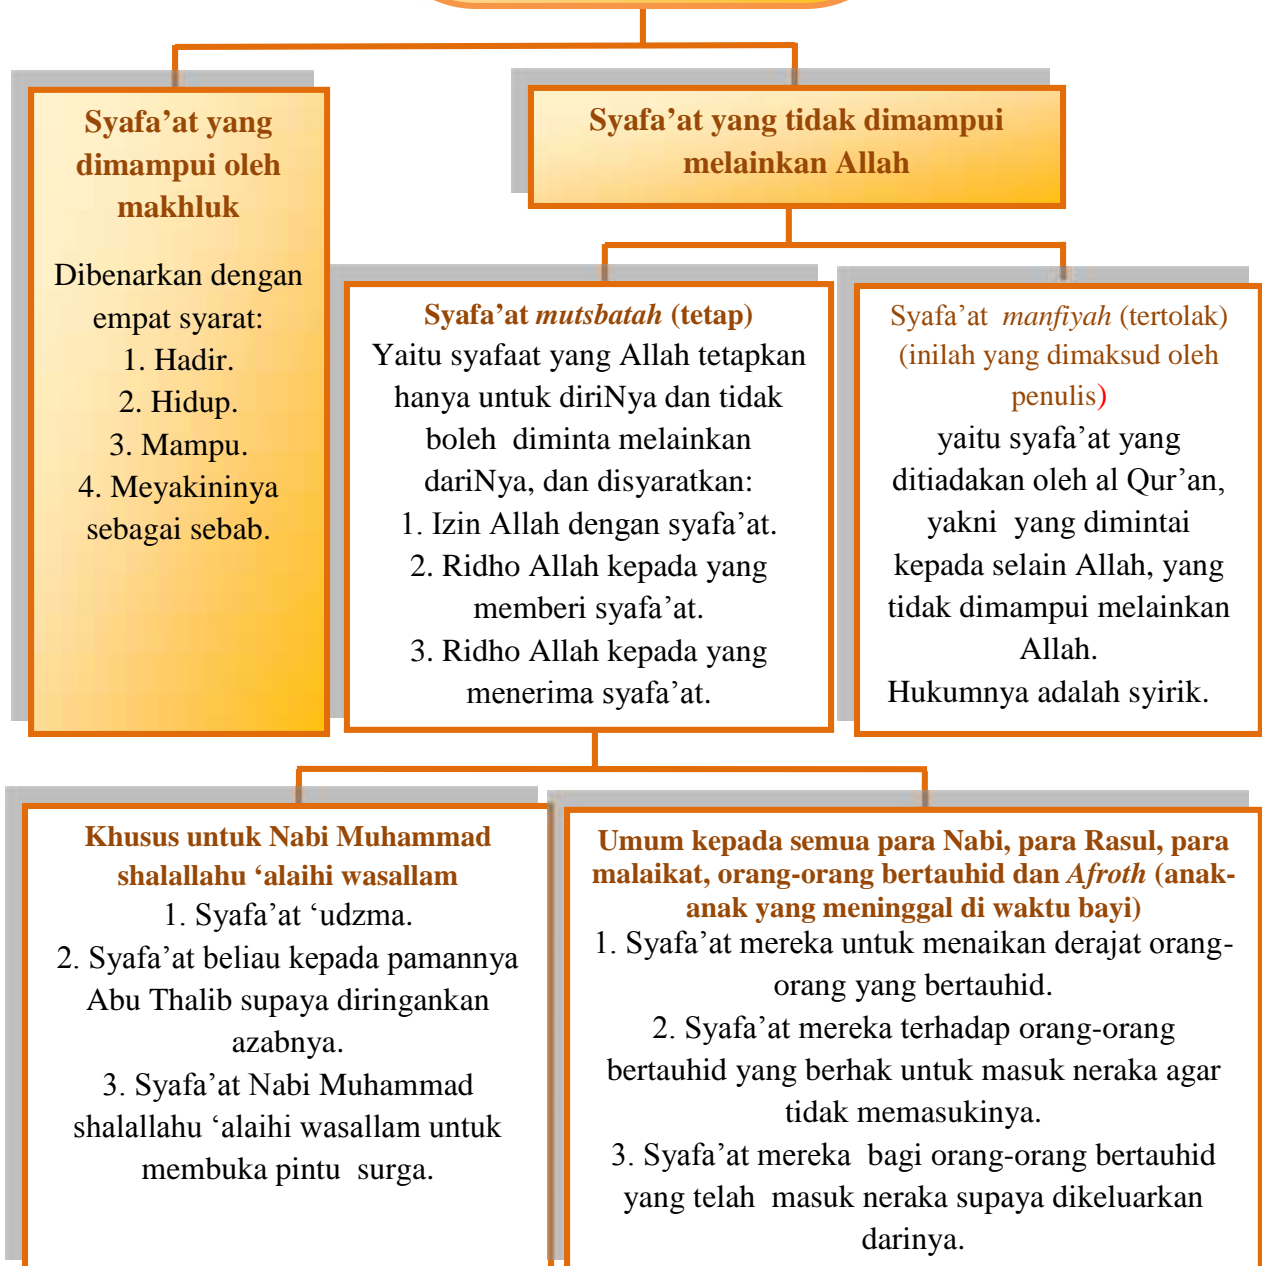 Syafa’at yang
dimampui oleh
makhluk
Dibenarkan dengan
empat syarat:
1. Hadir.
2. Hidup.
3. Mampu.
4. Meyakininya
sebagai sebab.
Syafa’at yang tidak dimampui
melainkan Allah
Syafa’at mutsbatah (tetap)
Yaitu syafaat yang Allah tetapkan
hanya untuk diriNya dan tidak
boleh diminta melainkan
dariNya, dan disyaratkan:
1. Izin Allah dengan syafa’at.
2. Ridho Allah kepada yang
memberi syafa’at.
3. Ridho Allah kepada yang
menerima syafa’at.
Syafa’at manfiyah (tertolak)
(inilah yang dimaksud oleh
penulis)
yaitu syafa’at yang
ditiadakan oleh al Qur’an,
yakni yang dimintai
kepada selain Allah, yang
tidak dimampui melainkan
Allah.
Hukumnya adalah syirik.
Khusus untuk Nabi Muhammad
shalallahu ‘alaihi wasallam
1. Syafa’at ‘udzma.
2. Syafa’at beliau kepada pamannya
Abu Thalib supaya diringankan
azabnya.
3. Syafa’at Nabi Muhammad
shalallahu ‘alaihi wasallam untuk
membuka pintu surga.
Umum kepada semua para Nabi, para Rasul, para
malaikat, orang-orang bertauhid dan Afroth (anak-
anak yang meninggal di waktu bayi)
1. Syafa’at mereka untuk menaikan derajat orang-
orang yang bertauhid.
2. Syafa’at mereka terhadap orang-orang
bertauhid yang berhak untuk masuk neraka agar
tidak memasukinya.
3. Syafa’at mereka bagi orang-orang bertauhid
yang telah masuk neraka supaya dikeluarkan
darinya.